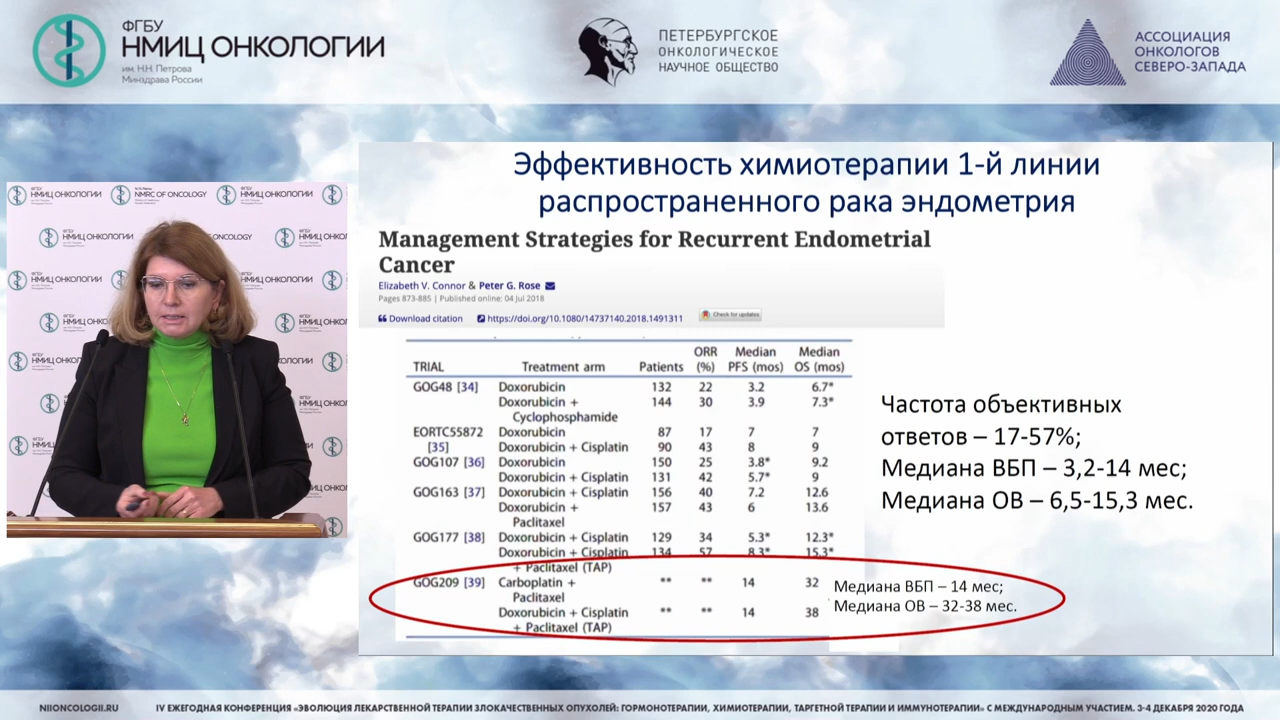 ФГБУ
НМИЦ ОНКОЛОГИИ
им. Н.Н. Петрова
Минздрава России
ПЕТЕРБУРГСКОЕ
ОНКОЛОГИЧЕСКОЕ
НАУЧНОЕ ОБЩЕСТВО
АССОЦИАЦИЯ
ОНКОЛОГОВ
СЕВЕРО-ЗАПАДА
Эффективность химиотерапии 1-й линии
распространенного рака эндометрия
Management Strategies for Recurrent Endometrial
Cancer
Elizabeth V. Connor & Peter G. Rose
Pages 873-885 | Published online: 04 Jul 2018
Download citation https://doi.org/10.1080/14737140.2018.1491311 Check for updates
ORR Median Median
TRIAL Treatment arm Patients (%) PFS (mos) OS (mos)
GOG48 [34] Doxorubicin 132 22 3.2 6.7*
Doxorubicin + 144 30 3.9 7.3*
Cyclophosphamide
EORTC55872 Doxorubicin 87 17 7 7
[35] Doxorubicin + Cisplatin 90 43 8 9
GOG107 [36] Doxorubicin 150 25 3.8* 9.2
Doxorubicin + Cisplatin 131 42 5.7* 9
GOG163 [37] Doxorubicin + Cisplatin 156 40 7.2 12.6
Doxorubicin + 157 43 6 13.6
Paclitaxel
GOG177 [38] Doxorubicin + Cisplatin 129 34 5.3* 12.3*
Doxorubicin + Cisplatin 134 57 8.3* 15.3*
+ Paclitaxel (TAP)
GOG209 [39] Carboplatin + ** ** 14 32
Paclitaxel
Doxorubicin + Cisplatin ** ** 14 38
+ Paclitaxel (TAP)
Частота объективных
ответов – 17-57%;
Медиана ВБП – 3,2-14 мес;
Медиана ОВ – 6,5-15,3 мес.
Медиана ВБП – 14 мес;
Медиана ОВ – 32-38 мес.
ФГБУ
НМИЦ ОНКОЛОГИИ
NMRC OF ONCOLOGY
ФГБУ
НМИЦ ОНКОЛОГИИ
NIIONCOLOGII.RU
IV ЕЖЕГОДНАЯ КОНФЕРЕНЦИЯ «ЭВОЛЮЦИЯ ЛЕКАРСТВЕННОЙ ТЕРАПИИ ЗЛОКАЧЕСТВЕННЫХ ОПУХОЛЕЙ: ГОРМОНОТЕРАПИИ, ХИМИОТЕРАПИИ, ТАРГЕТНОЙ ТЕРАПИИ И ИММУНОТЕРАПИИ» С МЕЖДУНАРОДНЫМ УЧАСТИЕМ. 3-4 ДЕКАБРЯ 2020 ГОДА